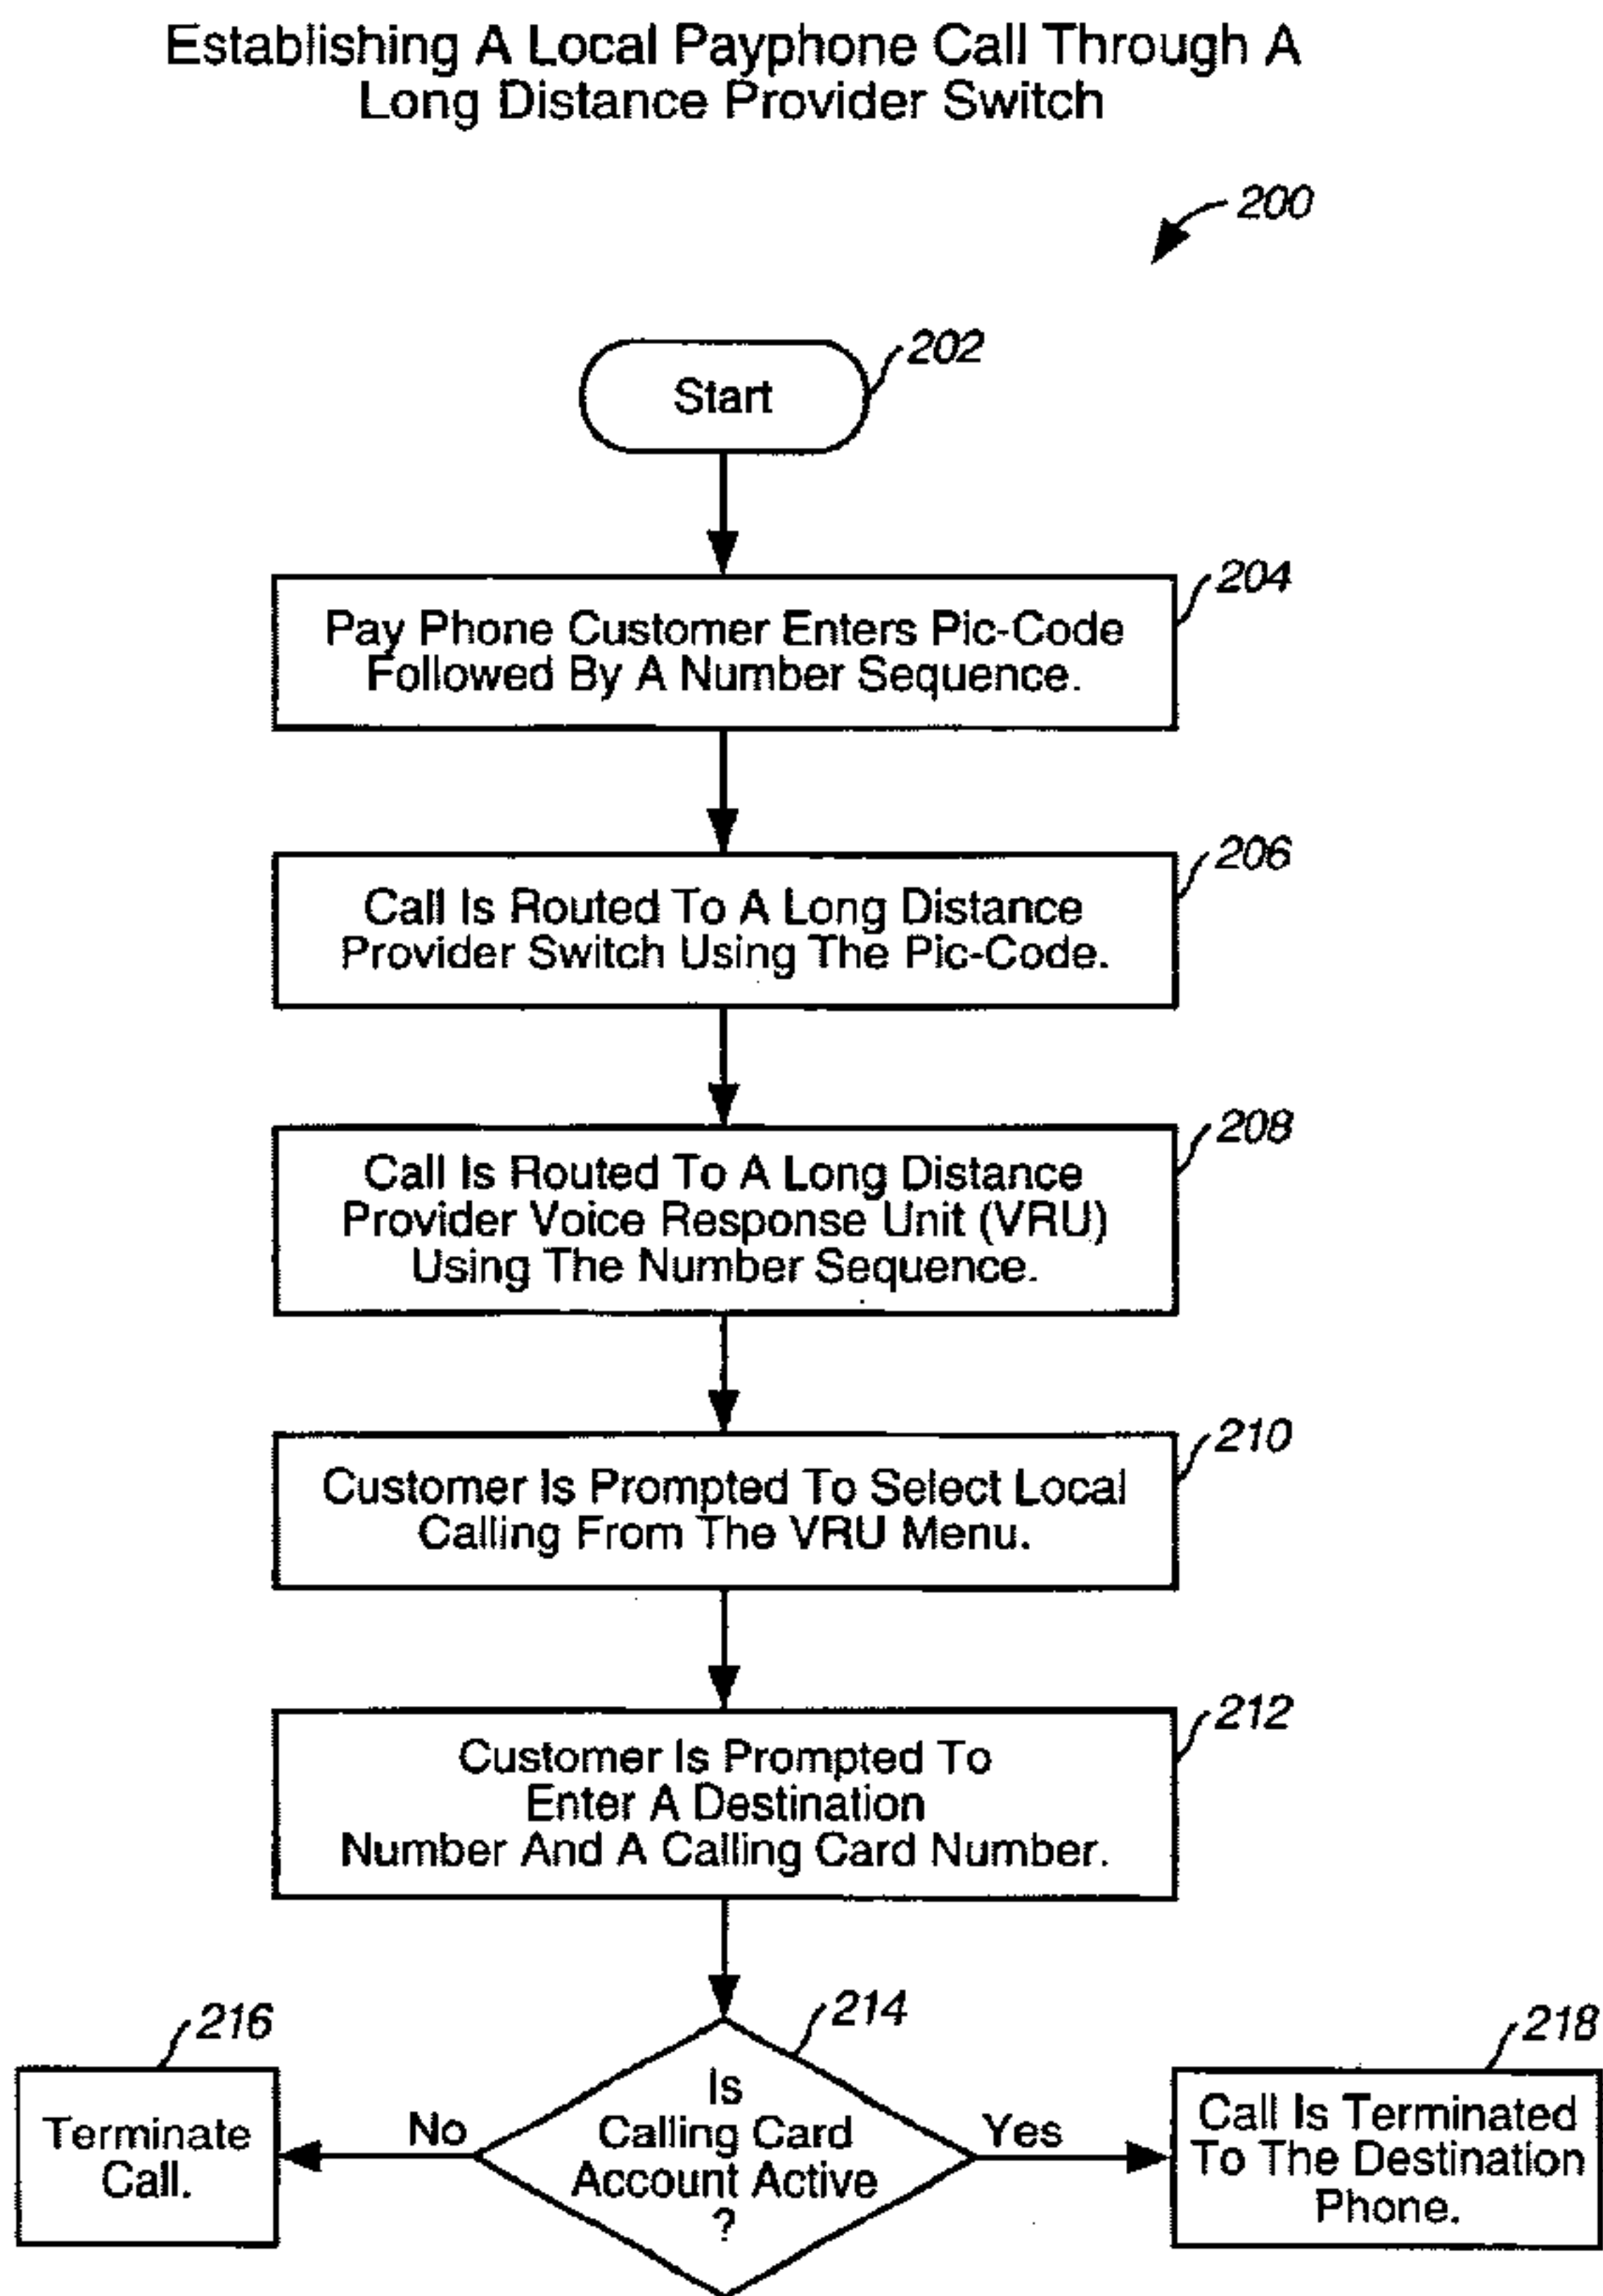 Establishing A Local Payphone Call Through A
Long Distance Provider Switch
200
202
Start
204
Pay Phone Customer Enters Pic-Code
Followed By A Number Sequence.
206
Call Is Routed To A Long Distance
Provider Switch Using The Pic-Code.
208
Call Is Routed To A Long Distance
Provider Voice Response Unit (VRU)
Using The Number Sequence.
210
Customer Is Prompted To Select Local
Calling From The VRU Menu.
212
Customer Is Prompted To
Enter A Destination
Number And A Calling Card Number.
214
Is
Calling Card
Account Active
?
No
216
Terminate
Call.
Yes
218
Call Is Terminated
To The Destination
Phone.